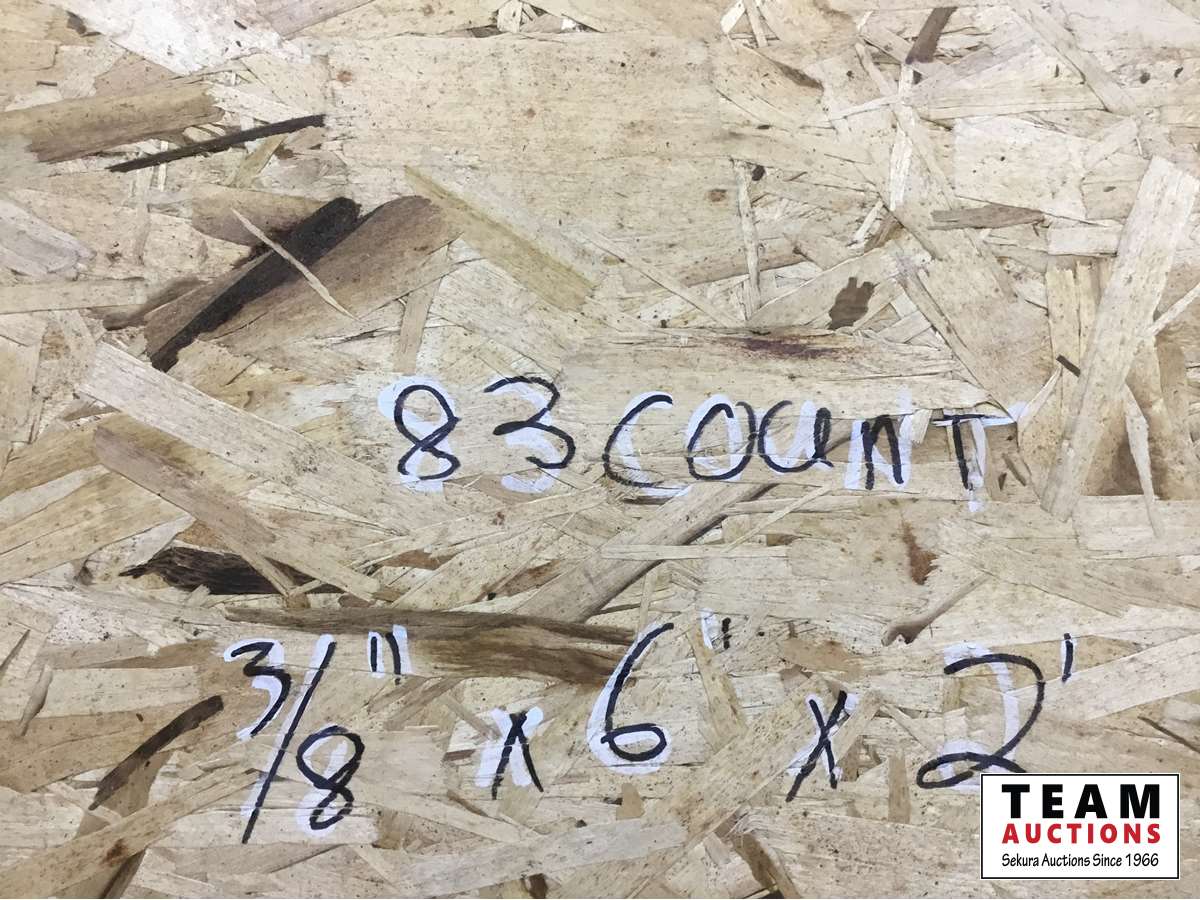 83 COUNT
3/8" x 6" x 2'
TEAM
AUCTIONS
Sekura Auctions Since 1966